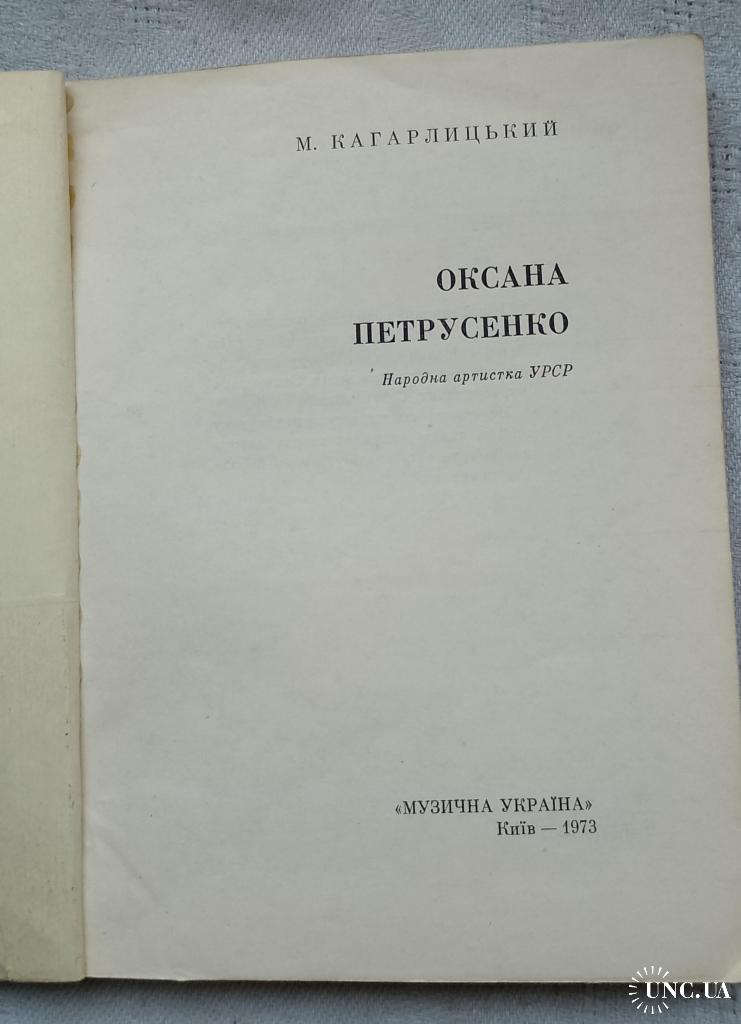 М. КАГАРЛИЦЬКИЙ
ОКСАНА
ПЕТРУСЕНКО
Народна артистка УРСР
«МУЗИЧНА УКРАЇНА»
Київ — 1973
UNC.UA